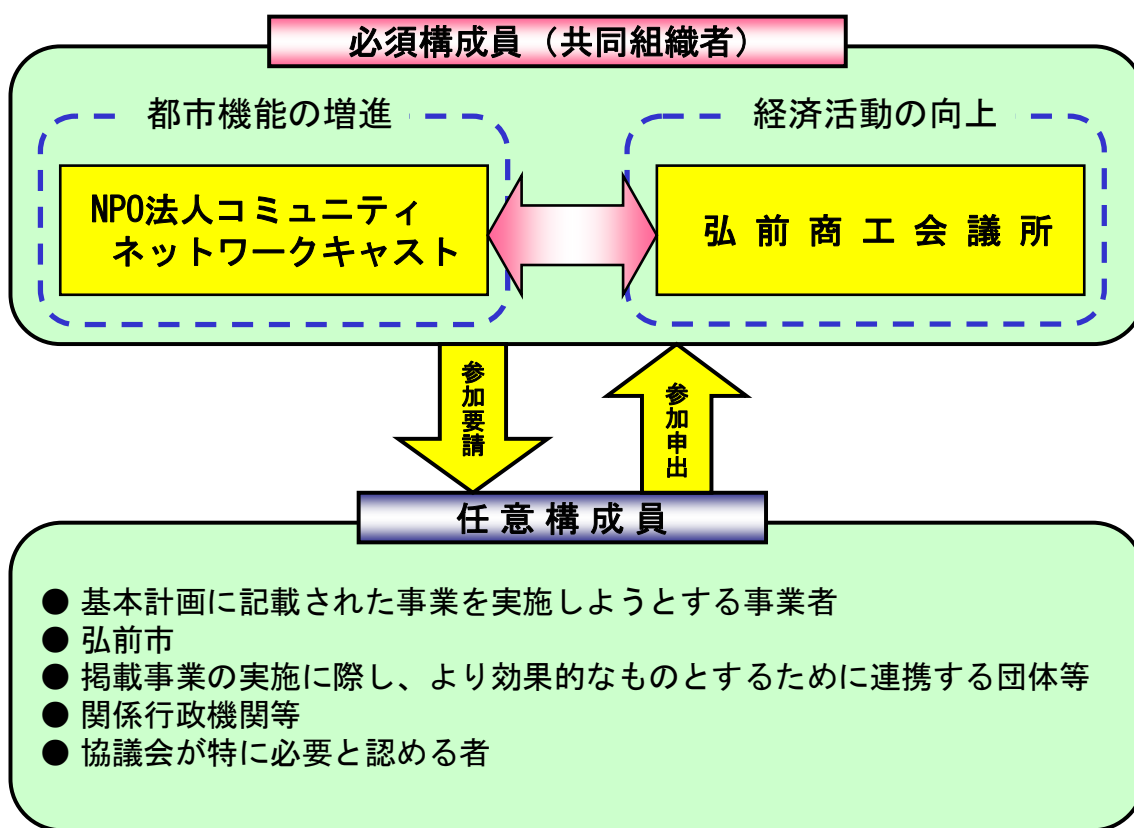 必須構成員（共同組織者）
都市機能の増進
経済活動の向上
NPO法人コミュニティ
ネットワークキャスト
弘前商工会議所
参加要請
参加申出
任意構成員
● 基本計画に記載された事業を実施しようとする事業者
● 弘前市
● 掲載事業の実施に際し、より効果的なものとするために連携する団体等
● 関係行政機関等
● 協議会が特に必要と認める者